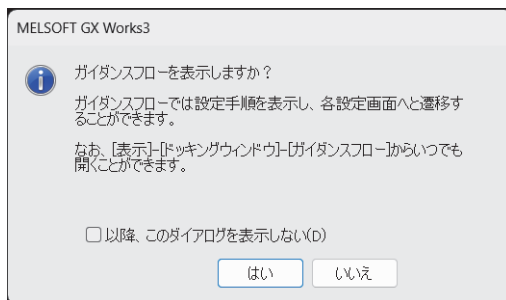 MELSOFT GX Works3
ガイダンスフローを表示しますか？
ガイダンスフローでは設定手順を表示し、各設定画面へと遷移す
ることができます。
なお、[表示]-[ドッキングウィンドウ]-[ガイダンスフロー]からいつでも
開くことができます。
以降、このダイアログを表示しない(D)
はい
いいえ